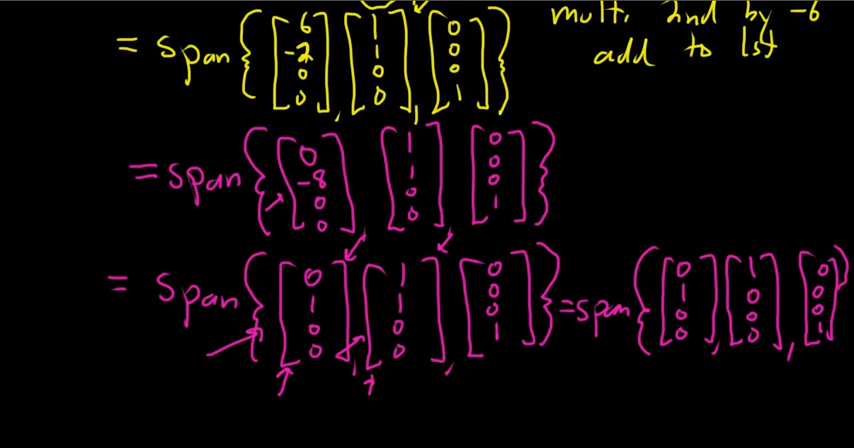 mult. 2nd by -6
= span { [6 -2 0 0], [1 1 0 0], [0 0 0 1] } add to 1st
= span { [0 -8 0 0], [1 1 0 0], [0 0 0 1] }
= span { [0 1 0 0], [1 1 0 0], [0 0 0 1] } = span { [0 1 0 0], [1 0 0 0], [0 0 0 1] }